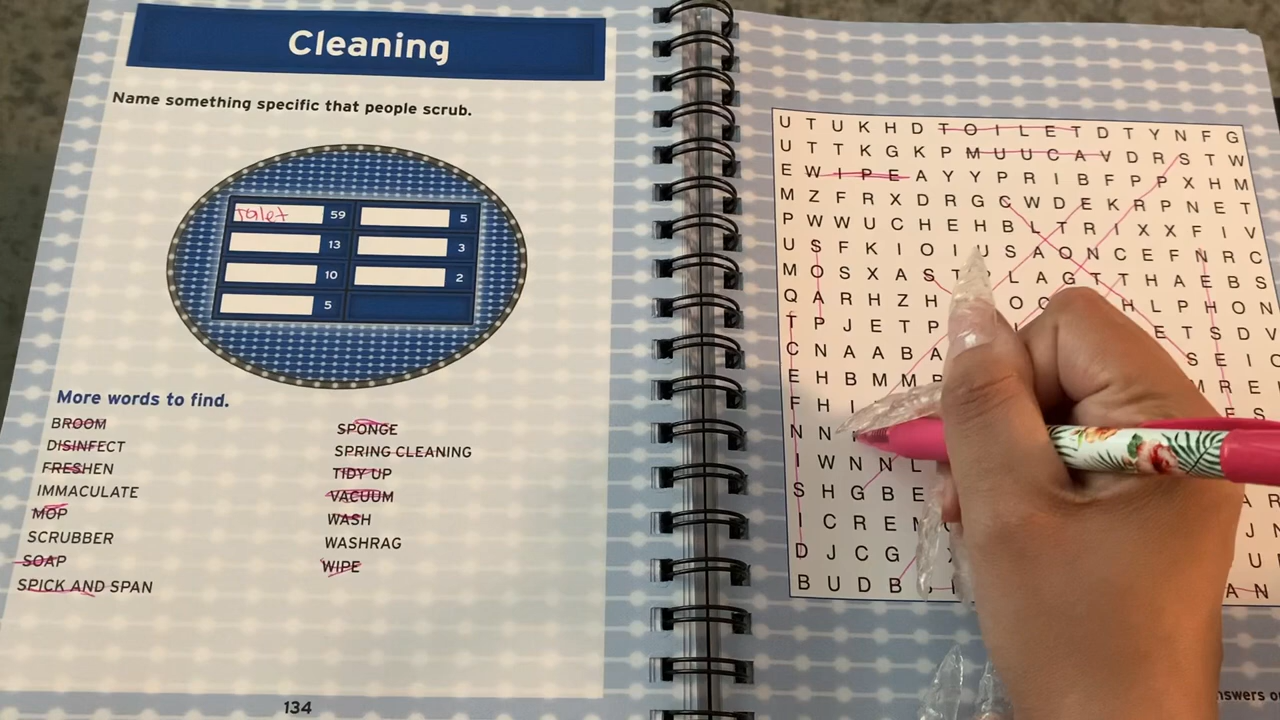 Cleaning
Name something specific that people scrub.
59
5
13
3
10
2
5
More words to find.
BROOM
DISINFECT
FRESHEN
IMMACULATE
MOP
SCRUBBER
SOAP
SPICK AND SPAN
SPONGE
SPRING CLEANING
TIDY UP
VACUUM
WASH
WASHRAG
WIPE
134
U T U K H D T O I L E T D T Y N F G
U T T K G K P M U U C A V D R S T W
E W I P E A Y Y P R I B F P P X H M
M Z F R X D R G C W D E K R P N E T
P W W U C H E H B L T R I X X F I V
U S F K I O I U S A O N C E F N R C
M O S X A S T L A G T T H A E B S
Q A R H Z H O H L P H O N
T P J E T P E T S D V
C N A A B A S E I
E H B M M R E
F H I S
N N
I W N N L
S H G B E A R
I C R E M J
D J C G U
B U D B A N